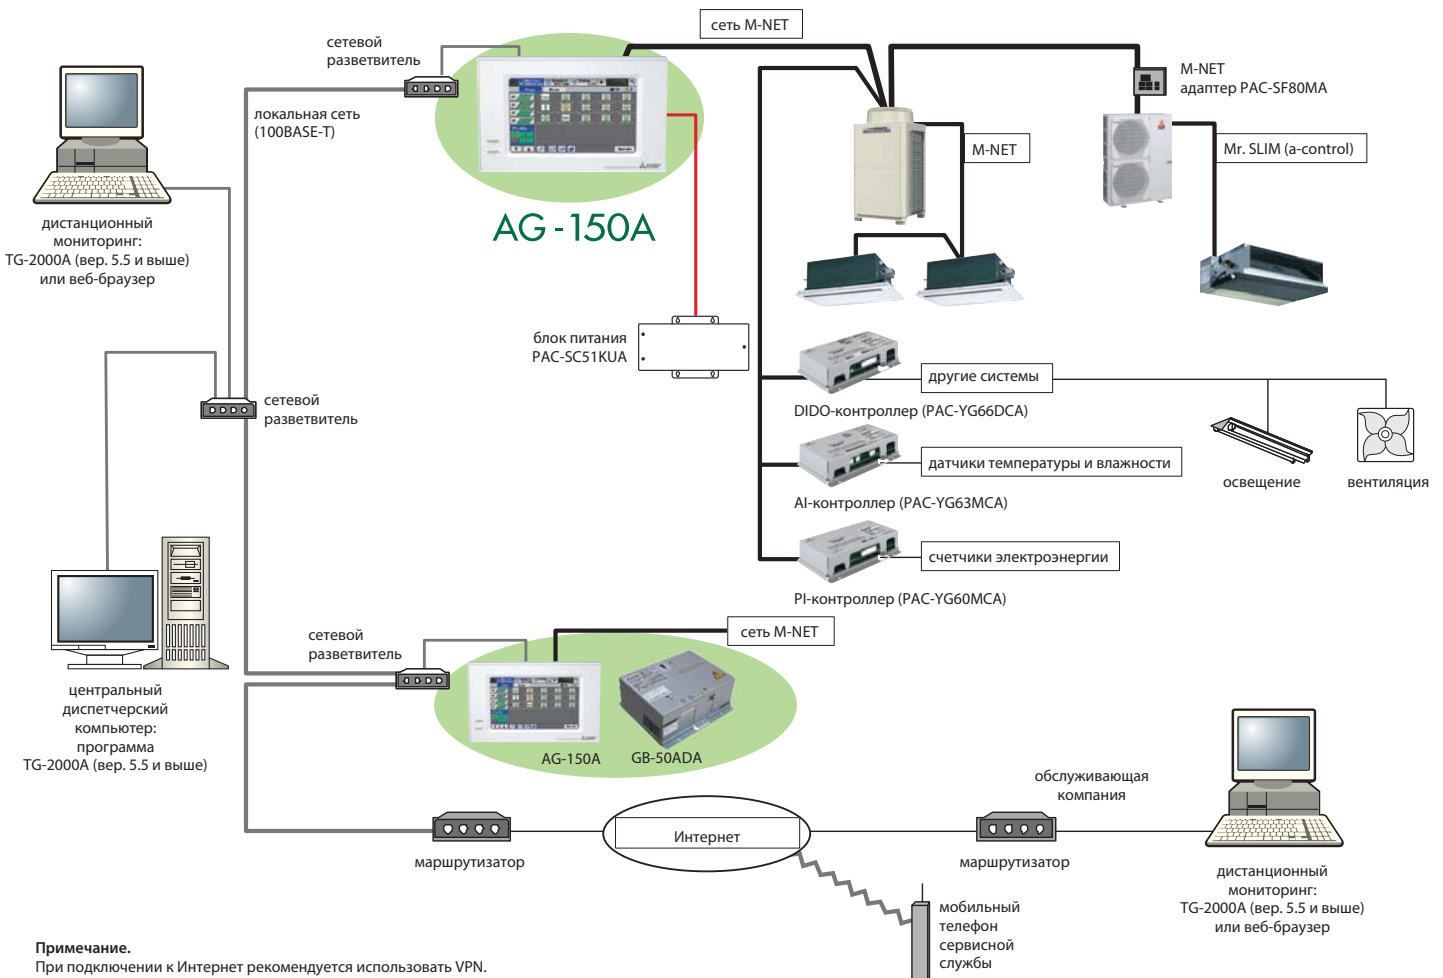 сеть M-NET
сетевой
разветвитель
M-NET
адаптер PAC-SF80MA
локальная сеть
(100BASE-T)
M-NET
Mr. SLIM (a-control)
AG-150A
дистанционный
мониторинг:
TG-2000A (вер. 5.5 и выше)
или веб-браузер
блок питания
PAC-SC51KUA
другие системы
DIDO-контроллер (PAC-YG66DCA)
сетевой
разветвитель
датчики температуры и влажности
освещение
вентиляция
AI-контроллер (PAC-YG63MCA)
счетчики электроэнергии
PI-контроллер (PAC-YG60MCA)
сеть M-NET
сетевой
разветвитель
центральный
диспетчерский
компьютер:
программа
TG-2000A (вер. 5.5 и выше)
AG-150A
GB-50ADA
обслуживающая
компания
Интернет
маршрутизатор
маршрутизатор
дистанционный
мониторинг:
TG-2000A (вер. 5.5 и выше)
или веб-браузер
мобильный
телефон
сервисной
службы
Примечание.
При подключении к Интернет рекомендуется использовать VPN.